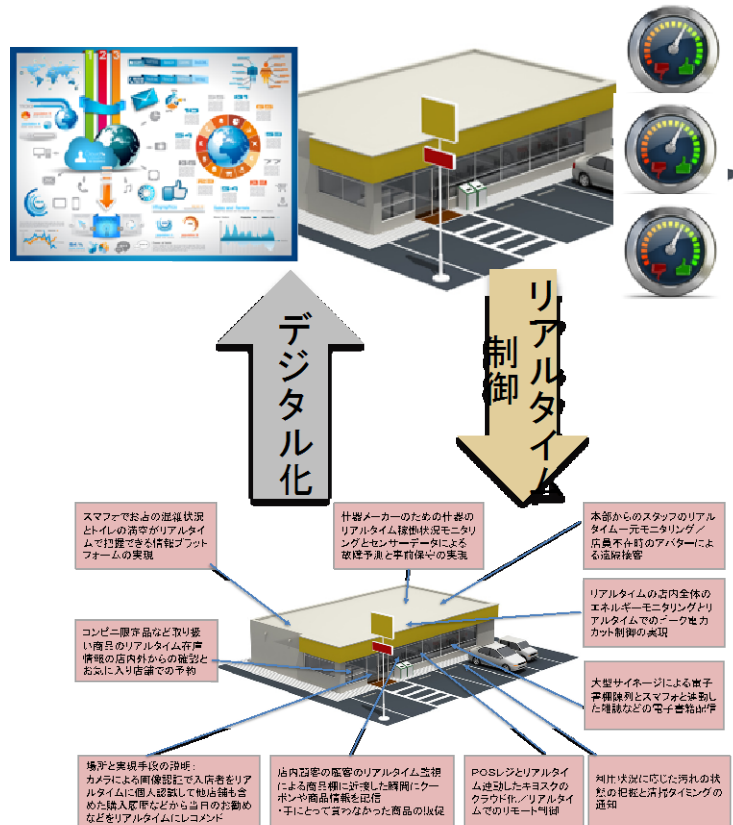 1 2 3
デジタル化
リアルタイム
制御
スマフォでお店の混雑状況
とトイレの満空がリアルタイ
ムで把握できる情報プラット
フォームの実現
什器メーカーのための什器の
リアルタイム稼働状況モニタリ
ングとセンサーデータによる
故障予測と事前保守の実現
本部からのスタッフのリアル
タイム一元モニタリング／
店員不在時のアバターによ
る遠隔接客
リアルタイムの店内全体の
エネルギーモニタリングとリ
アルタイムでのピーク電力
カット制御の実現
コンビニ限定品など取り扱
い商品のリアルタイム在庫
情報の店内外からの確認と
お気に入り店舗での予約
大型サイネージによる電子
書棚陳列とスマフォと連動し
た雑誌などの電子書籍配信
場所と実現手段の説明:
カメラによる画像認証で入店者をリア
ルタイムに個人認識して他店舗も含
めた購入履歴などから当日のお勧め
などをリアルタイムにレコメンド
店内顧客の顧客のリアルタイム監視
による商品棚に近接した瞬間にクー
ポンや商品情報を配信
・手にとって買わなかった商品の販促
POSレジとリアルタイム
連動したキヨスクの
クラウド化／リアルタイ
ムでのリモート制御
利用状況に応じた汚れの状
態の把握と清掃タイミングの
通知